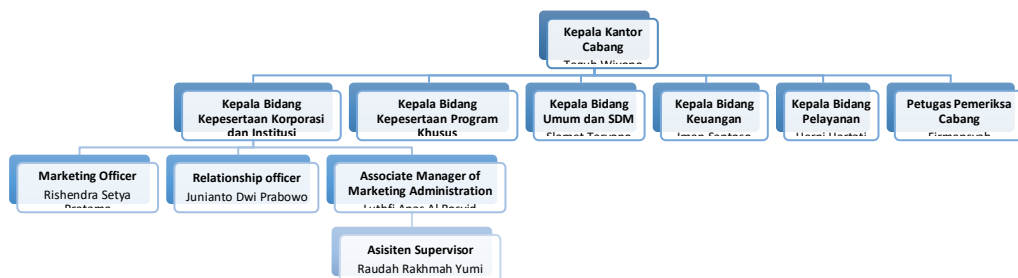 Kepala Kantor
Cabang
Kepala Bidang
Kepesertaan Korporasi
dan Institusi
Kepala Bidang
Kepesertaan Program
Khusus
Kepala Bidang
Umum dan SDM
Kepala Bidang
Keuangan
Kepala Bidang
Pelayanan
Petugas Pemeriksa
Cabang
Marketing Officer
Rishendra Setya
Relationship officer
Junianto Dwi Prabowo
Associate Manager of
Marketing Administration
Asisiten Supervisor
Raudah Rakhmah Yumi